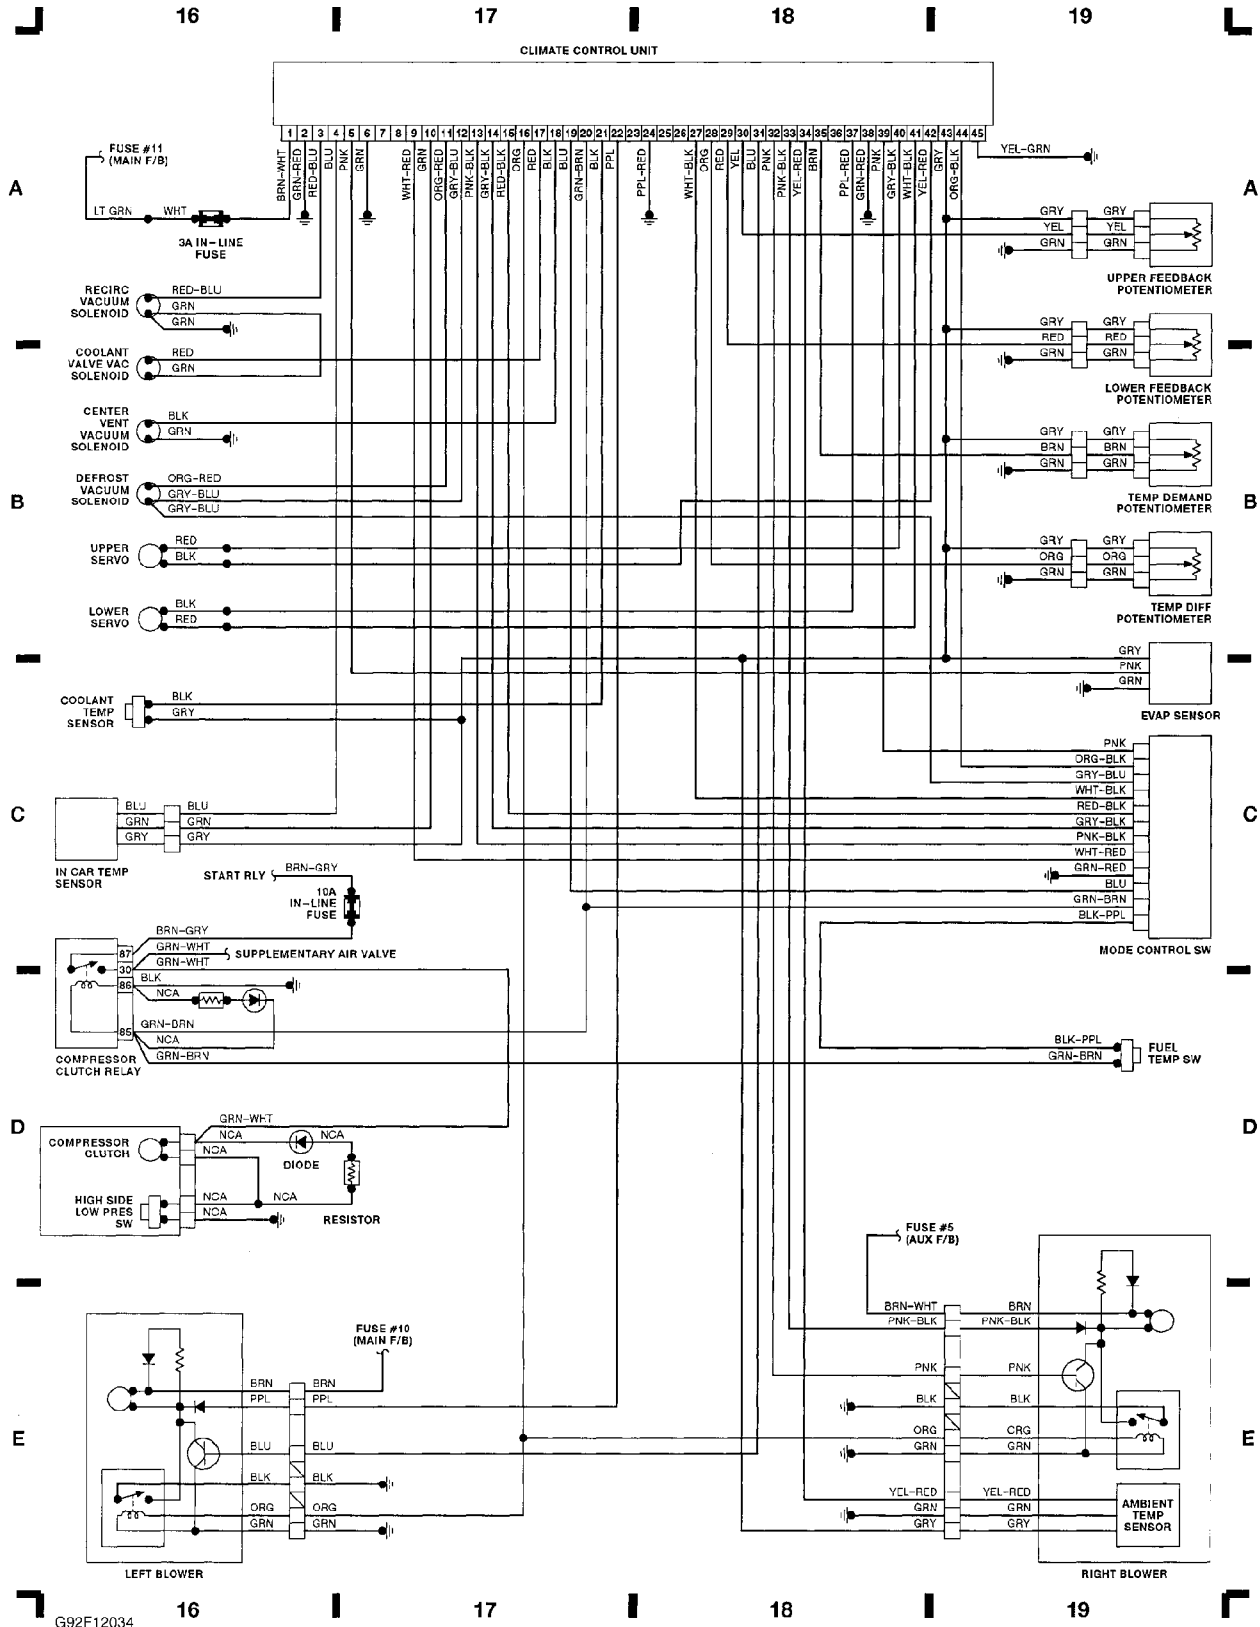 16 17 18 19
CLIMATE CONTROL UNIT
1 2 3 4 5 6 7 8 9 10 11 12 13 14 15 16 17 18 19 20 21 22 23 24 25 26 27 28 29 30 31 32 33 34 35 36 37 38 39 40 41 42 43 44 45
BRN-WHT
GRN-RED
RED-BLU
BLU
PNK
GRN
WHT-RED
GRN
ORG-RED
GRY-BLU
PNK-BLK
GRY-BLK
RED-BLK
ORG
RED
BLK
BLU
GRN-BRN
BLK
PPL
PPL-RED
WHT-BLK
ORG
RED
YEL
BLU
PNK
PNK-BLK
YEL-RED
BRN
PPL-RED
GRN-RED
PNK
GRY-BLK
WHT-BLK
YEL-RED
GRY
ORG-BLK
YEL-GRN
A
A
FUSE #11
(MAIN F/B)
LT GRN WHT
3A IN-LINE
FUSE
RECIRC
VACUUM
SOLENOID
RED-BLU
GRN
GRN
COOLANT
VALVE VAC
SOLENOID
RED
GRN
CENTER
VENT
VACUUM
SOLENOID
BLK
GRN
B
DEFROST
VACUUM
SOLENOID
ORG-RED
GRY-BLU
GRY-BLU
UPPER
SERVO
RED
BLK
LOWER
SERVO
BLK
RED
GRY GRY
YEL YEL
GRN GRN
UPPER FEEDBACK
POTENTIOMETER
GRY GRY
RED RED
GRN GRN
LOWER FEEDBACK
POTENTIOMETER
GRY GRY
BRN BRN
GRN GRN
TEMP DEMAND
POTENTIOMETER
B
GRY GRY
ORG ORG
GRN GRN
TEMP DIFF
POTENTIOMETER
GRY
PNK
GRN
EVAP SENSOR
COOLANT
TEMP
SENSOR
BLK
GRY
C
BLU BLU
GRN GRN
GRY GRY
IN CAR TEMP
SENSOR
START RLY BRN-GRY
10A
IN-LINE
FUSE
PNK
ORG-BLK
GRY-BLU
WHT-BLK
RED-BLK
GRY-BLK
PNK-BLK
WHT-RED
GRN-RED
BLU
GRN-BRN
BLK-PPL
MODE CONTROL SW
C
BRN-GRY
87 GRN-WHT SUPPLEMENTARY AIR VALVE
30 GRN-WHT
86 BLK
NCA
85 GRN-BRN
NCA
GRN-BRN
COMPRESSOR
CLUTCH RELAY
BLK-PPL
GRN-BRN
FUEL
TEMP SW
D
D
GRN-WHT
COMPRESSOR
CLUTCH
NCA NCA
NCA
DIODE
HIGH SIDE
LOW PRES
SW
NCA NCA
NCA
RESISTOR
FUSE #5
(AUX F/B)
BRN-WHT BRN
PNK-BLK PNK-BLK
PNK PNK
BLK BLK
ORG ORG
GRN GRN
YEL-RED YEL-RED
GRN GRN
GRY GRY
AMBIENT
TEMP
SENSOR
RIGHT BLOWER
E
E
FUSE #10
(MAIN F/B)
BRN BRN
PPL PPL
BLU BLU
BLK BLK
ORG ORG
GRN GRN
LEFT BLOWER
16 17 18 19
G92F12034